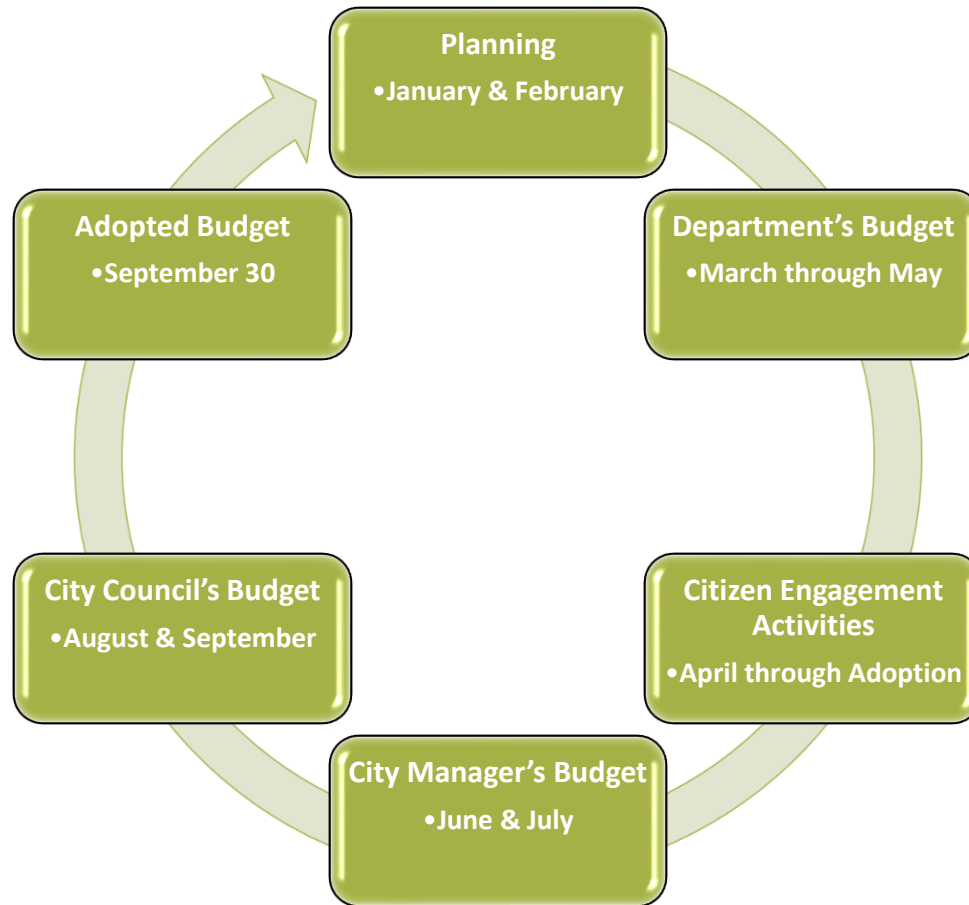 Planning
•January & February
Department’s Budget
•March through May
Citizen Engagement
Activities
•April through Adoption
City Manager’s Budget
•June & July
City Council’s Budget
•August & September
Adopted Budget
•September 30